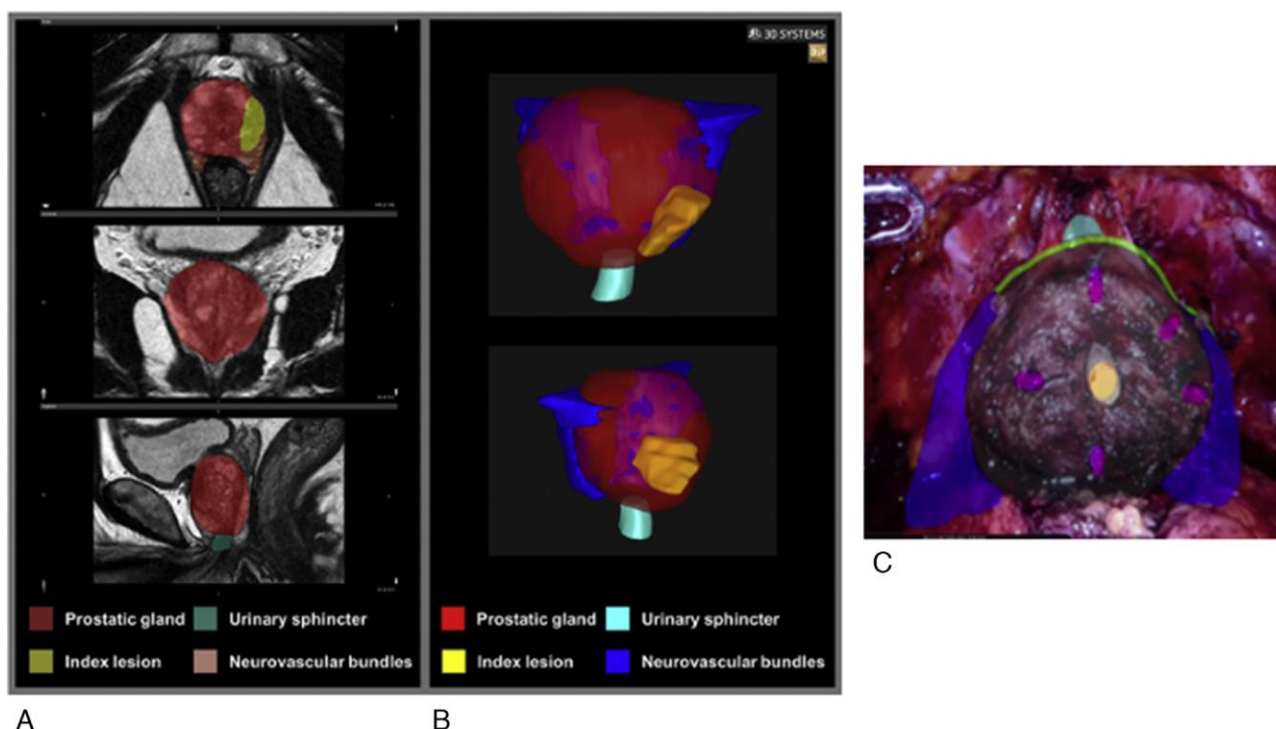 3D SYSTEMS
Prostatic gland
Urinary sphincter
Index lesion
Neurovascular bundles
Prostatic gland
Urinary sphincter
Index lesion
Neurovascular bundles
A
B
C